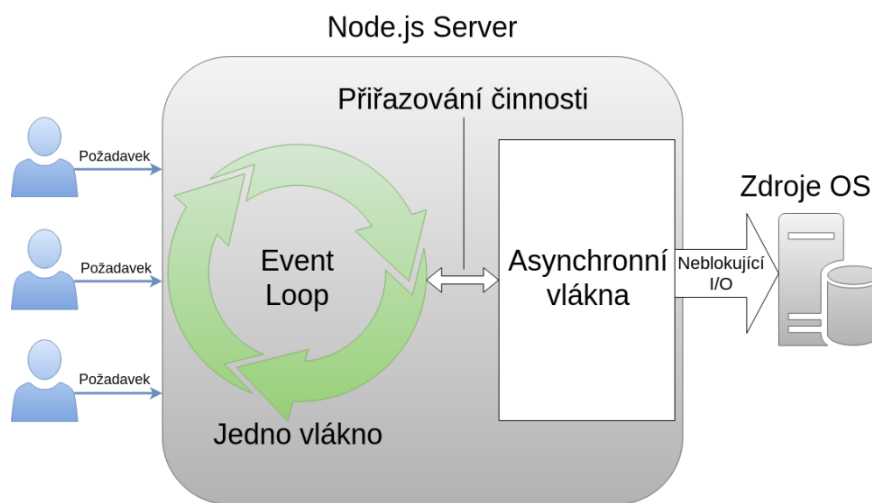 Node.js Server
Přiřazování činnosti
Požadavek
Požadavek
Požadavek
Event
Loop
Jedno vlákno
Asynchronní
vlákna
Neblokující
I/O
Zdroje OS